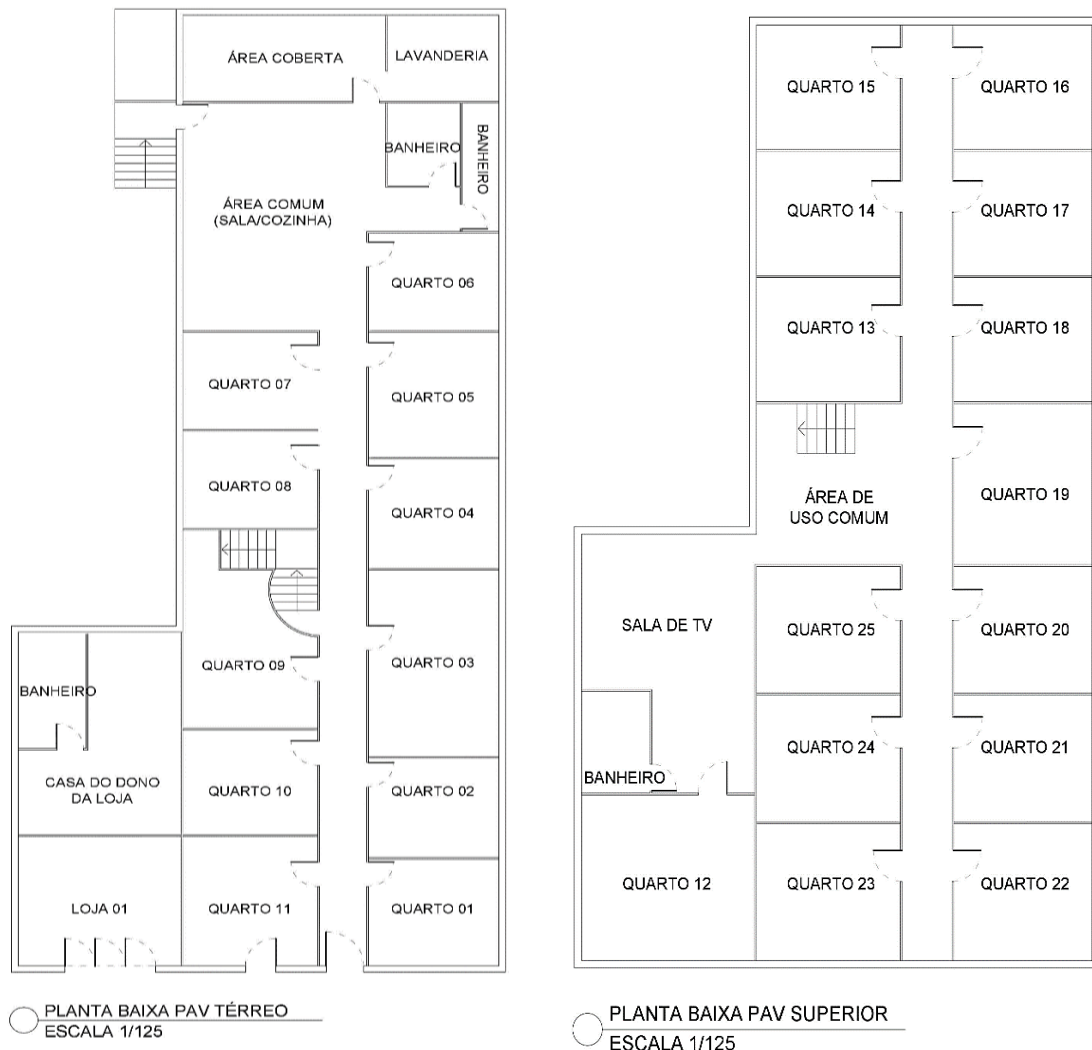 ÁREA COBERTA
LAVANDERIA
BANHEIRO
BANHEIRO
ÁREA COMUM
(SALA/COZINHA)
QUARTO 06
QUARTO 07
QUARTO 05
QUARTO 08
QUARTO 04
QUARTO 09
QUARTO 03
BANHEIRO
CASA DO DONO
DA LOJA
QUARTO 10
QUARTO 02
LOJA 01
QUARTO 11
QUARTO 01
PLANTA BAIXA PAV TÉRREO
ESCALA 1/125
QUARTO 15
QUARTO 16
QUARTO 14
QUARTO 17
QUARTO 13
QUARTO 18
ÁREA DE
USO COMUM
QUARTO 19
SALA DE TV
QUARTO 25
QUARTO 20
BANHEIRO
QUARTO 24
QUARTO 21
QUARTO 12
QUARTO 23
QUARTO 22
PLANTA BAIXA PAV SUPERIOR
ESCALA 1/125